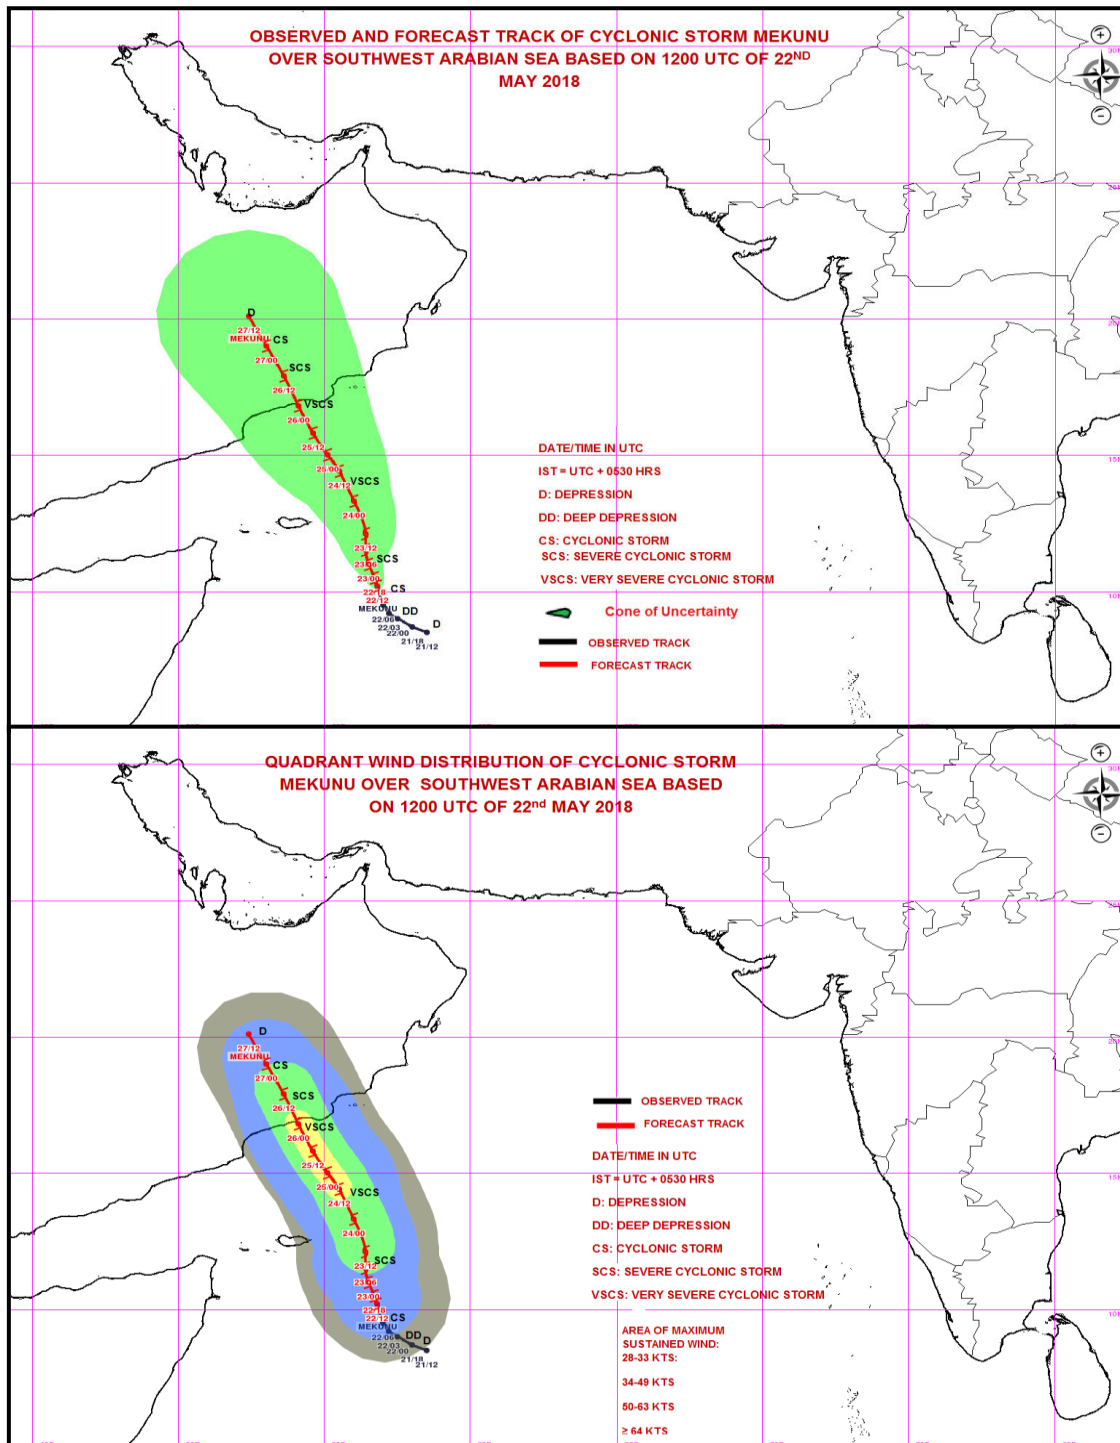 OBSERVED AND FORECAST TRACK OF CYCLONIC STORM MEKUNU
OVER SOUTHWEST ARABIAN SEA BASED ON 1200 UTC OF 22ND
MAY 2018
30N
25N
20N
15N
10N
D
27/12
MEKUNU
CS
27/00
SCS
26/12
VSCS
26/00
25/12
25/00
VSCS
24/12
24/00
23/12
SCS
23/06
23/00
22/18
CS
22/12
MEKUNU
DD
22/06
D
22/03
22/00
21/18
21/12
DATE/TIME IN UTC
IST = UTC + 0530 HRS
D: DEPRESSION
DD: DEEP DEPRESSION
CS: CYCLONIC STORM
SCS: SEVERE CYCLONIC STORM
VSCS: VERY SEVERE CYCLONIC STORM
Cone of Uncertainty
OBSERVED TRACK
FORECAST TRACK
QUADRANT WIND DISTRIBUTION OF CYCLONIC STORM
MEKUNU OVER SOUTHWEST ARABIAN SEA BASED
ON 1200 UTC OF 22nd MAY 2018
30N
25N
20N
15N
10N
D
27/12
MEKUNU
CS
27/00
SCS
26/12
VSCS
26/00
25/12
25/00
VSCS
24/12
24/00
SCS
23/12
23/06
23/00
22/18
CS
22/12
MEKUNU
DD
22/06
D
22/03
22/00
21/18
21/12
OBSERVED TRACK
FORECAST TRACK
DATE/TIME IN UTC
IST = UTC + 0530 HRS
D: DEPRESSION
DD: DEEP DEPRESSION
CS: CYCLONIC STORM
SCS: SEVERE CYCLONIC STORM
VSCS: VERY SEVERE CYCLONIC STORM
AREA OF MAXIMUM
SUSTAINED WIND:
28-33 KTS:
34-49 KTS
50-63 KTS
≥ 64 KTS